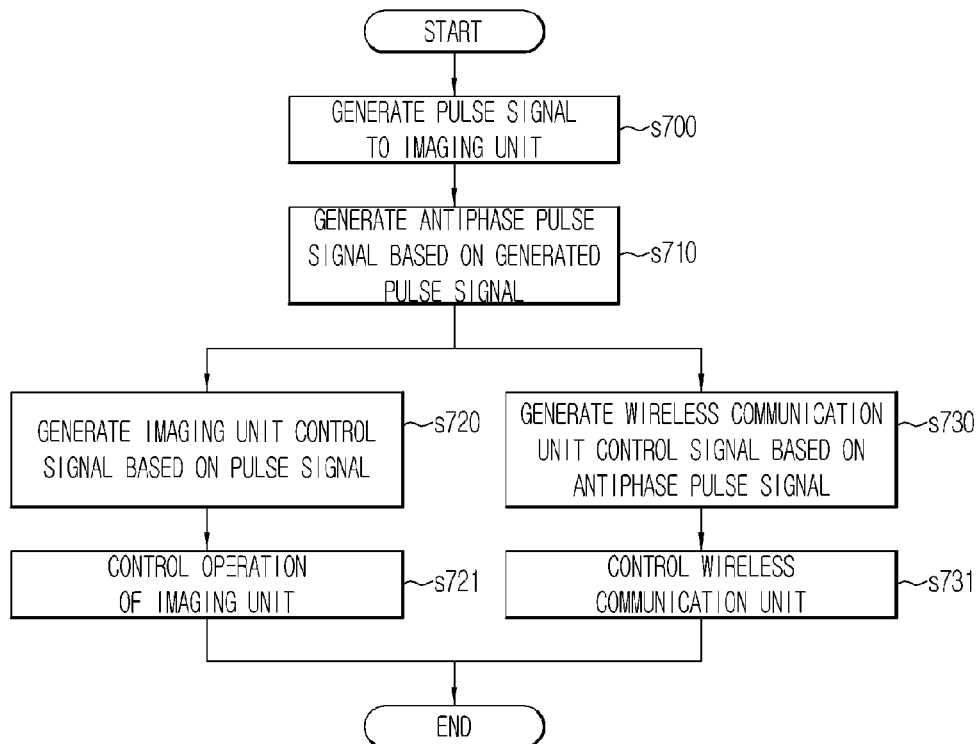 START
GENERATE PULSE SIGNAL
TO IMAGING UNIT
s700
GENERATE ANTIPHASE PULSE
SIGNAL BASED ON GENERATED
PULSE SIGNAL
s710
GENERATE IMAGING UNIT CONTROL
SIGNAL BASED ON PULSE SIGNAL
s720
GENERATE WIRELESS COMMUNICATION
UNIT CONTROL SIGNAL BASED ON
ANTIPHASE PULSE SIGNAL
s730
CONTROL OPERATION
OF IMAGING UNIT
s721
CONTROL WIRELESS
COMMUNICATION UNIT
s731
END